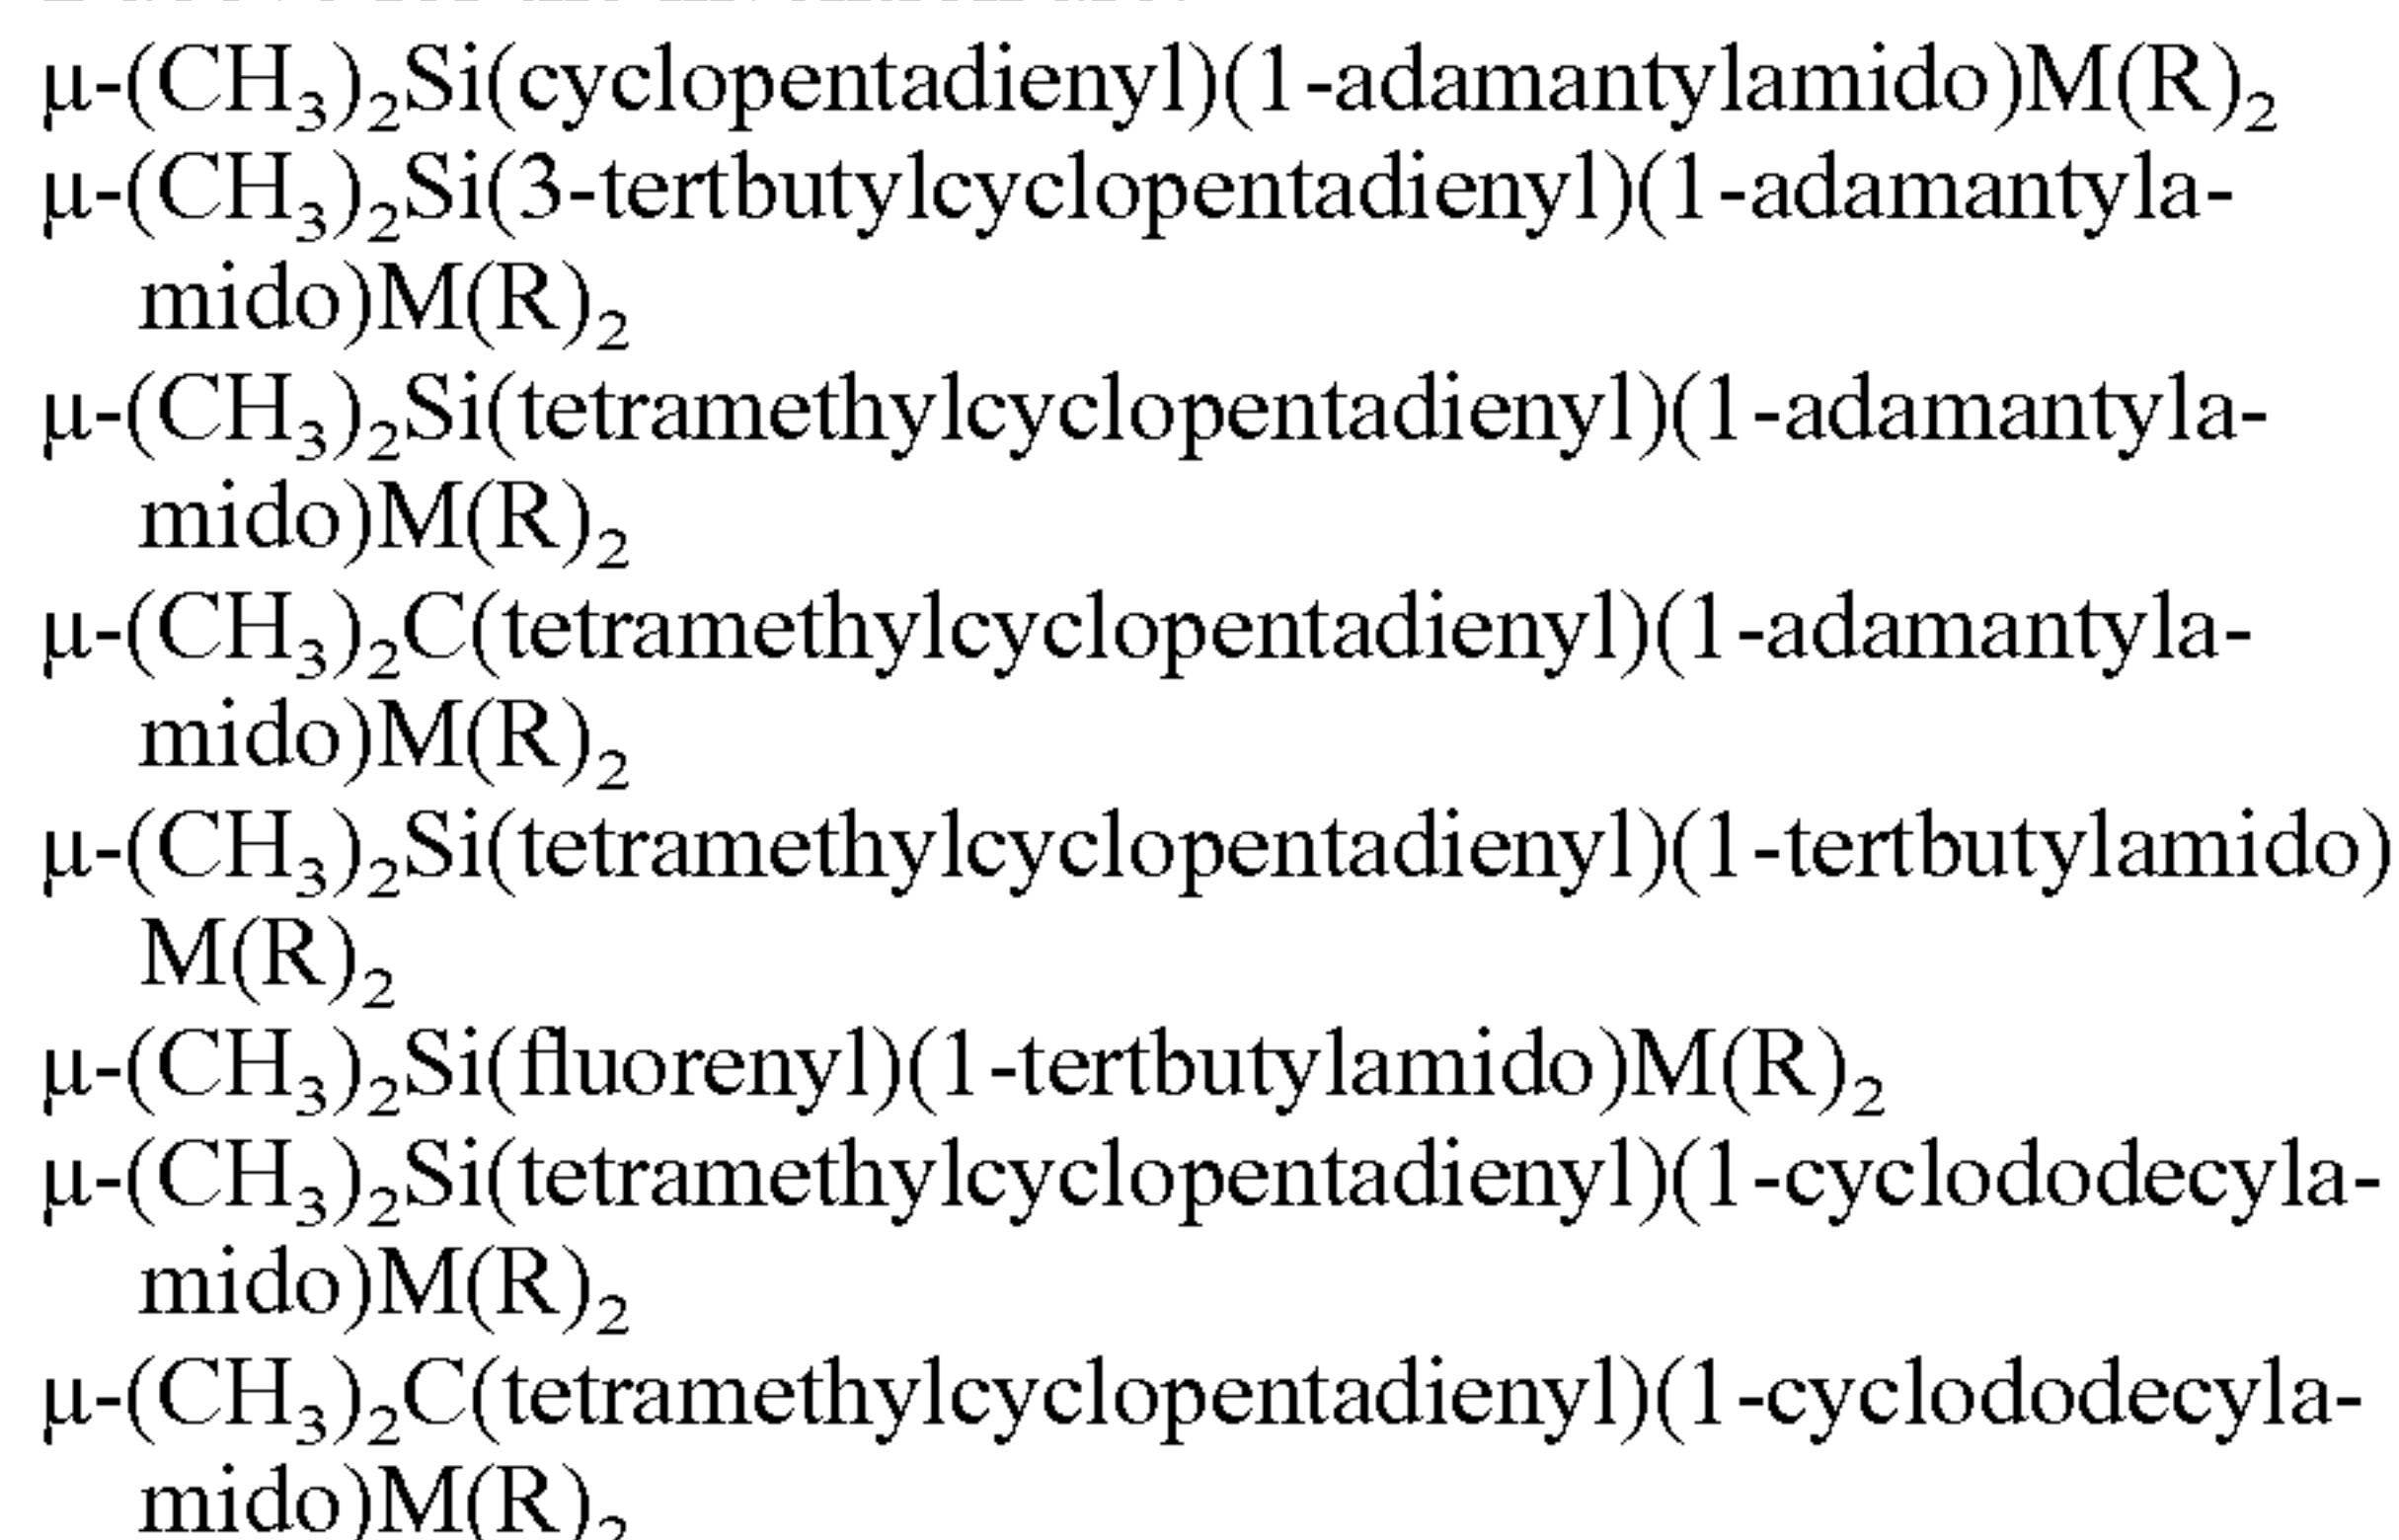 μ-(CH₃)₂Si(cyclopentadienyl)(1-adamantylamido)M(R)₂
μ-(CH₃)₂Si(3-tertbutylcyclopentadienyl)(1-adamantyla-
mido)M(R)₂
μ-(CH₃)₂Si(tetramethylcyclopentadienyl)(1-adamantyla-
mido)M(R)₂
μ-(CH₃)₂C(tetramethylcyclopentadienyl)(1-adamantyla-
mido)M(R)₂
μ-(CH₃)₂Si(tetramethylcyclopentadienyl)(1-tertbutylamido)
M(R)₂
μ-(CH₃)₂Si(fluorenyl)(1-tertbutylamido)M(R)₂
μ-(CH₃)₂Si(tetramethylcyclopentadienyl)(1-cyclododecyla-
mido)M(R)₂
μ-(CH₃)₂C(tetramethylcyclopentadienyl)(1-cyclododecyla-
mido)M(R)₂